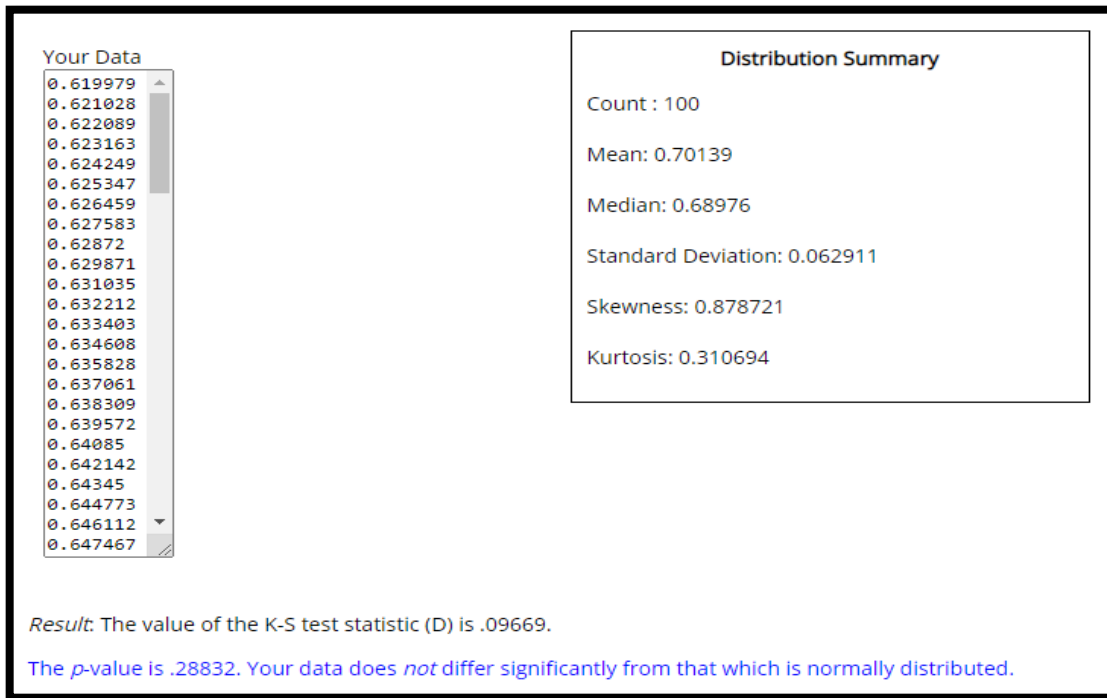 Your Data
0.619979
0.621028
0.622089
0.623163
0.624249
0.625347
0.626459
0.627583
0.62872
0.629871
0.631035
0.632212
0.633403
0.634608
0.635828
0.637061
0.638309
0.639572
0.64085
0.642142
0.64345
0.644773
0.646112
0.647467
Distribution Summary
Count : 100
Mean: 0.70139
Median: 0.68976
Standard Deviation: 0.062911
Skewness: 0.878721
Kurtosis: 0.310694
Result: The value of the K-S test statistic (D) is .09669.
The p-value is .28832. Your data does not differ significantly from that which is normally distributed.